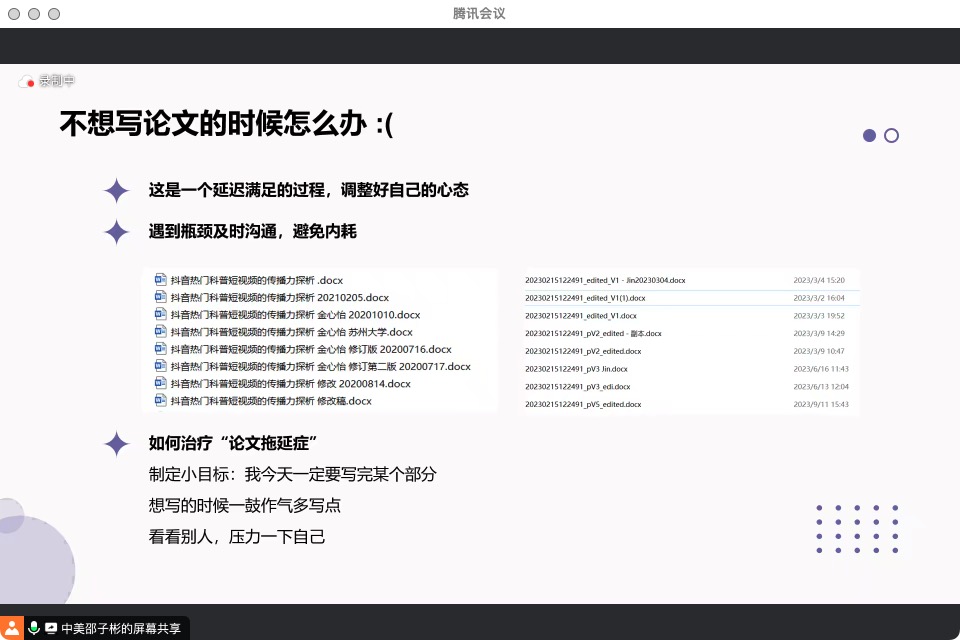 腾讯会议
录制中
不想写论文的时候怎么办 :(
这是一个延迟满足的过程，调整好自己的心态
遇到瓶颈及时沟通，避免内耗
抖音热门科普短视频的传播力探析 .docx
抖音热门科普短视频的传播力探析 20210205.docx
抖音热门科普短视频的传播力探析 金心怡 20201010.docx
抖音热门科普短视频的传播力探析 金心怡 苏州大学.docx
抖音热门科普短视频的传播力探析 金心怡 修订版 20200716.docx
抖音热门科普短视频的传播力探析 金心怡 修订第二版 20200717.docx
抖音热门科普短视频的传播力探析 修改 20200814.docx
抖音热门科普短视频的传播力探析 修改稿.docx
20230215122491_edited_V1 - Jin20230304.docx 2023/3/4 15:20
20230215122491_edited_V1(1).docx 2023/3/2 16:04
20230215122491_edited_V1.docx 2023/3/3 19:52
20230215122491_pV2_edited - 副本.docx 2023/3/9 14:29
20230215122491_pV2_edited.docx 2023/3/9 10:47
20230215122491_pV3 Jin.docx 2023/6/16 11:43
20230215122491_pV3_edi.docx 2023/6/13 12:04
20230215122491_pV5_edited.docx 2023/9/11 15:43
如何治疗“论文拖延症”
制定小目标：我今天一定要写完某个部分
想写的时候一鼓作气多写点
看看别人，压力一下自己
中美邵子彬的屏幕共享